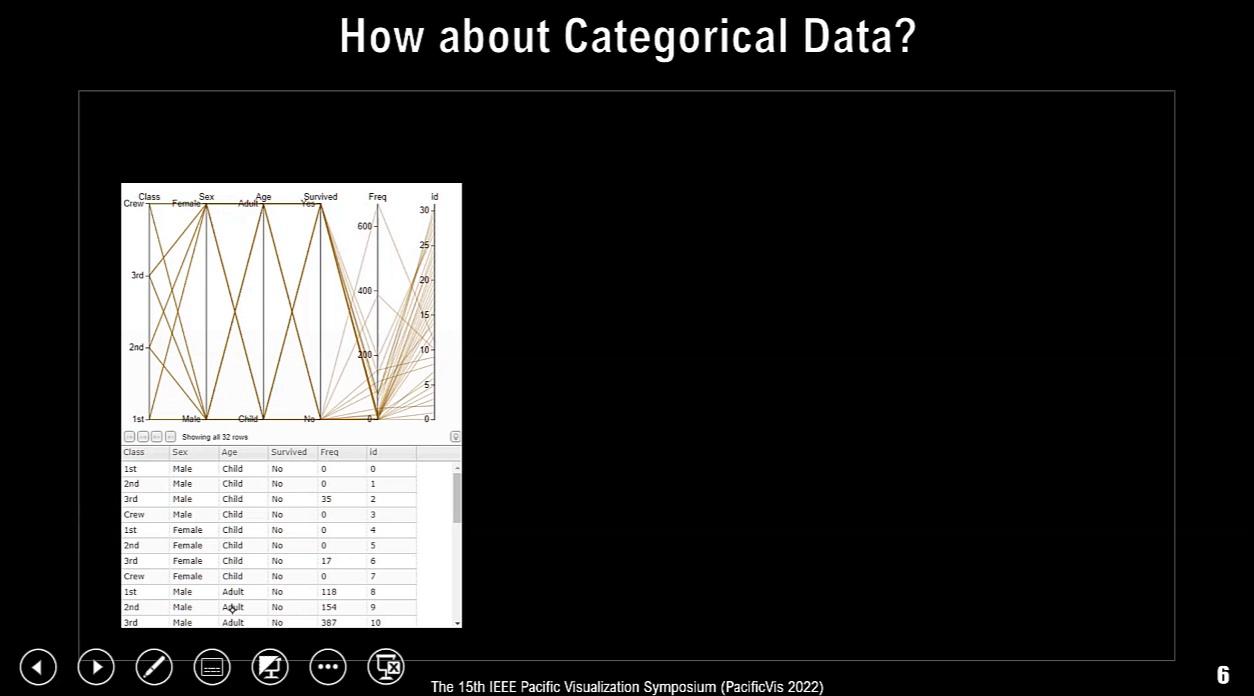 How about Categorical Data?
Class Sex Age Survived Freq id
Crew Female Adult Yes 30
600
25
3rd 20
400
15
2nd 10
200
5
1st Male Child No 0 0
Showing all 32 rows
Class Sex Age Survived Freq id
1st Male Child No 0 0
2nd Male Child No 0 1
3rd Male Child No 35 2
Crew Male Child No 0 3
1st Female Child No 0 4
2nd Female Child No 0 5
3rd Female Child No 17 6
Crew Female Child No 0 7
1st Male Adult No 118 8
2nd Male Adult No 154 9
3rd Male Adult No 387 10
The 15th IEEE Pacific Visualization Symposium (PacificVis 2022)
6